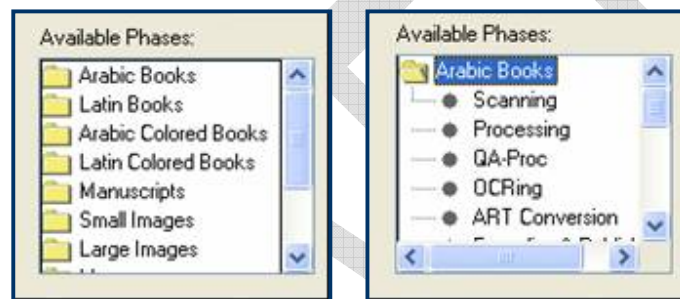 Available Phases:
Arabic Books
Latin Books
Arabic Colored Books
Latin Colored Books
Manuscripts
Small Images
Large Images
Available Phases:
Arabic Books
Scanning
Processing
QA-Proc
OCRing
ART Conversion